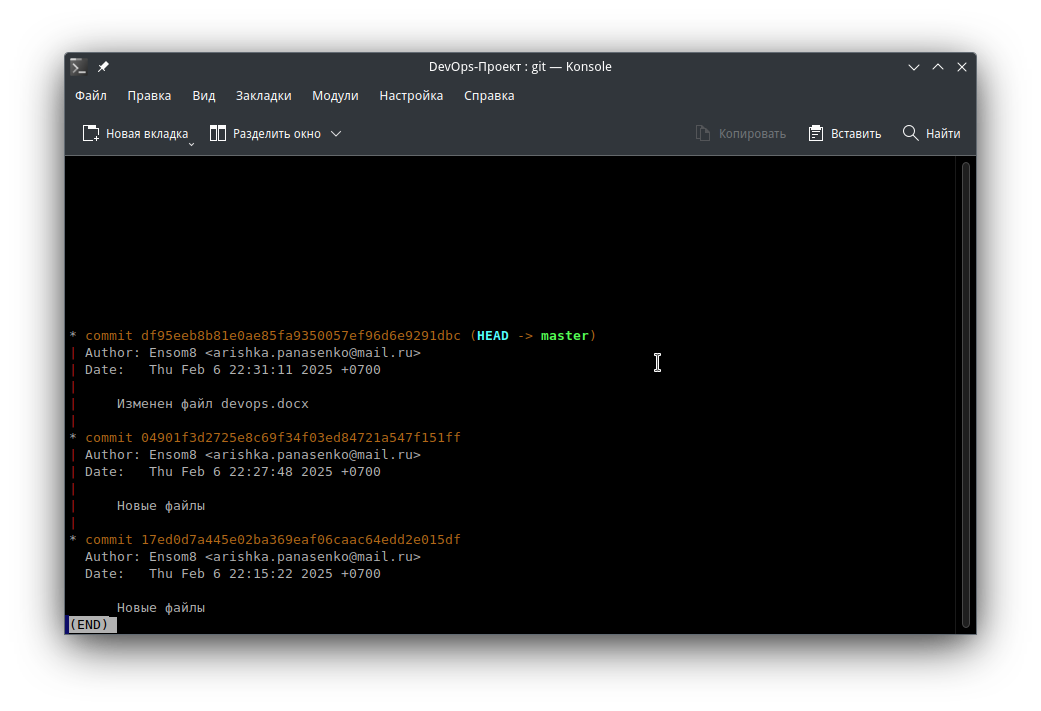 DevOps-Проект : git — Konsole
Файл Правка Вид Закладки Модули Настройка Справка
Новая вкладка Разделить окно Копировать Вставить Найти
* commit df95eeb8b81e0ae85fa9350057ef96d6e9291dbc (HEAD -> master)
| Author: Ensom8 <arishka.panasenko@mail.ru>
| Date:   Thu Feb 6 22:31:11 2025 +0700
|
|     Изменен файл devops.docx
|
* commit 04901f3d2725e8c69f34f03ed84721a547f151ff
| Author: Ensom8 <arishka.panasenko@mail.ru>
| Date:   Thu Feb 6 22:27:48 2025 +0700
|
|     Новые файлы
|
* commit 17ed0d7a445e02ba369eaf06caac64edd2e015df
  Author: Ensom8 <arishka.panasenko@mail.ru>
  Date:   Thu Feb 6 22:15:22 2025 +0700
      Новые файлы
(END)